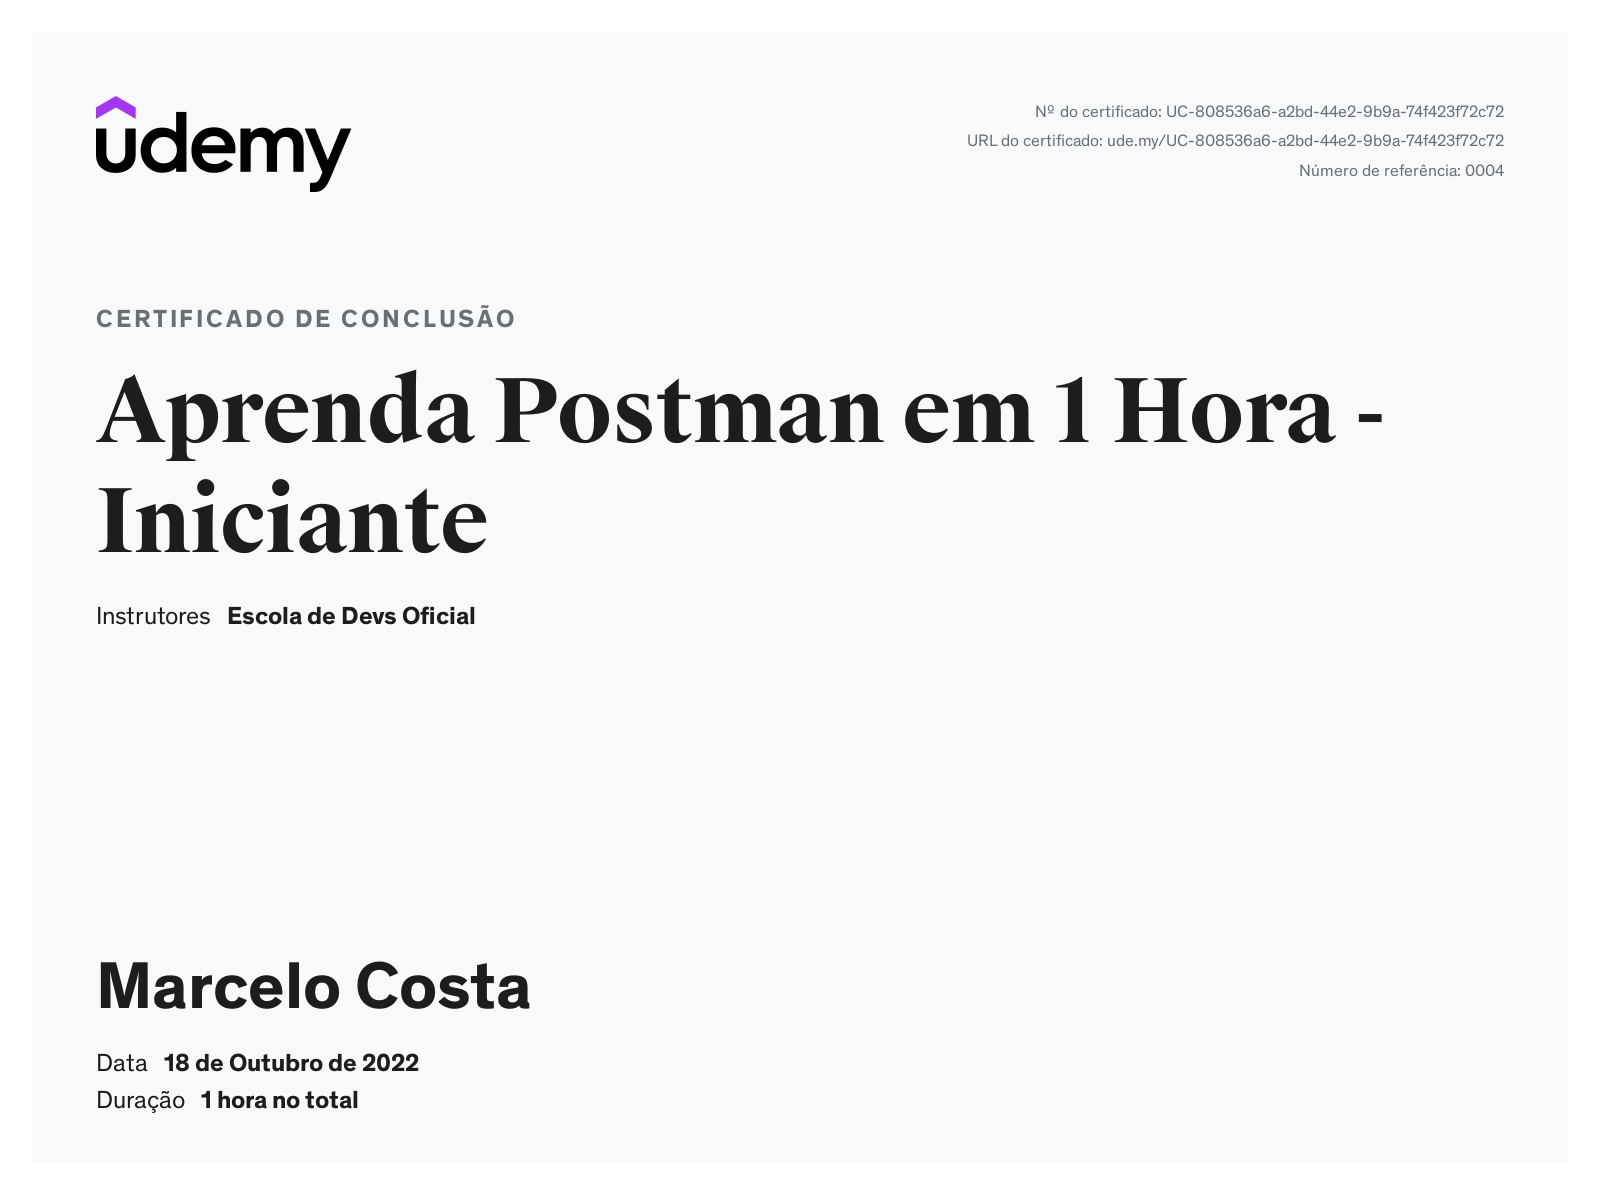 udemy
Nº do certificado: UC-808536a6-a2bd-44e2-9b9a-74f423f72c72
URL do certificado: ude.my/UC-808536a6-a2bd-44e2-9b9a-74f423f72c72
Número de referência: 0004
CERTIFICADO DE CONCLUSÃO
Aprenda Postman em 1 Hora -
Iniciante
Instrutores Escola de Devs Oficial
Marcelo Costa
Data 18 de Outubro de 2022
Duração 1 hora no total